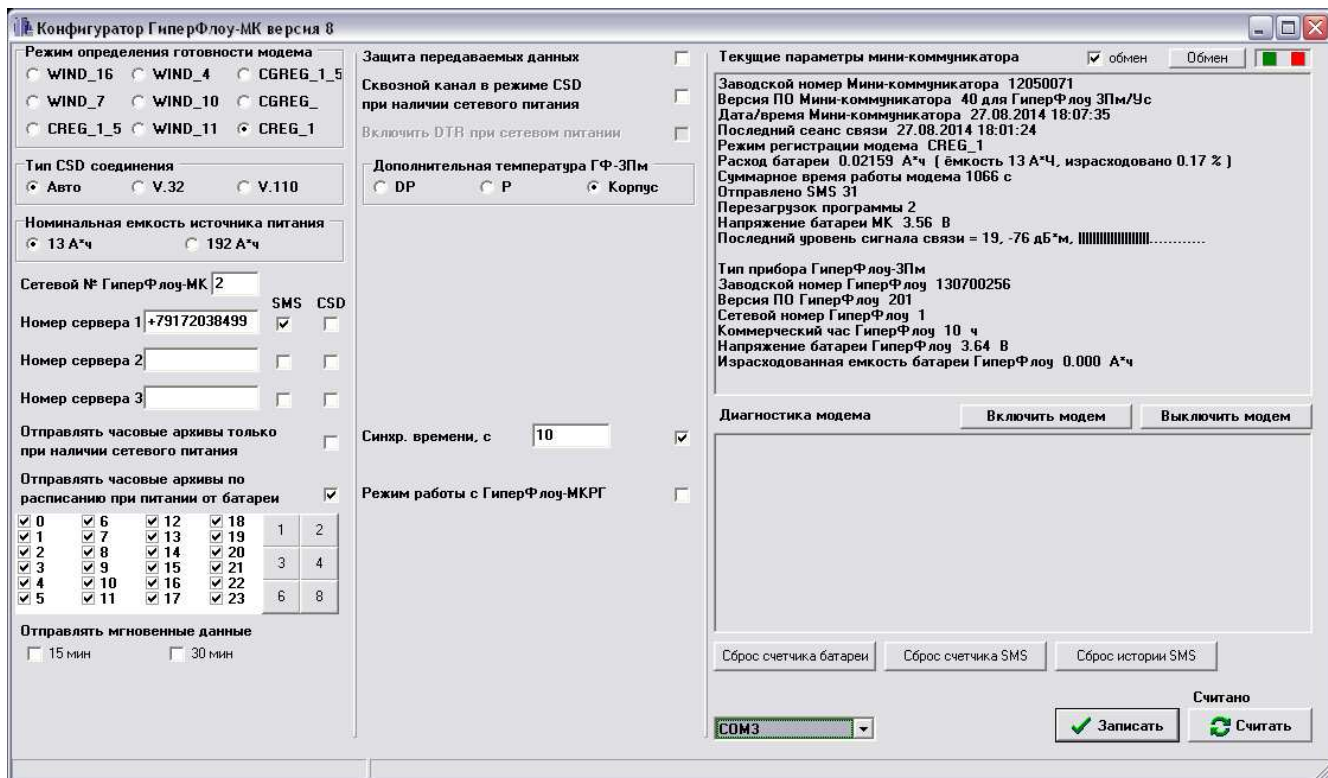 Конфигуратор ГиперФлоу-МК версия 8
Режим определения готовности модема
WIND_16 WIND_4 CGREG_1_5
WIND_7 WIND_10 CGREG_
CREG_1_5 WIND_11 CREG_1
Тип CSD соединения
Авто V.32 V.110
Номинальная емкость источника питания
13 А*ч 192 А*ч
Сетевой № ГиперФлоу-МК 2
SMS CSD
Номер сервера 1 +79172038499
Номер сервера 2
Номер сервера 3
Отправлять часовые архивы только
при наличии сетевого питания
Отправлять часовые архивы по
расписанию при питании от батареи
0 6 12 18
1 7 13 19
2 8 14 20
3 9 15 21
4 10 16 22
5 11 17 23
1 2
3 4
6 8
Отправлять мгновенные данные
15 мин 30 мин
Защита передаваемых данных
Сквозной канал в режиме CSD
при наличии сетевого питания
Включить DTR при сетевом питании
Дополнительная температура ГФ-3Пм
DP P Корпус
Синхр. времени, с 10
Режим работы с ГиперФлоу-МКРГ
Текущие параметры мини-коммуникатора обмен Обмен
Заводской номер Мини-коммуникатора 12050071
Версия ПО Мини-коммуникатора 40 для ГиперФлоу 3Пм/Ус
Дата/время Мини-коммуникатора 27.08.2014 18:07:35
Последний сеанс связи 27.08.2014 18:01:24
Режим регистрации модема CREG_1
Расход батареи 0.02159 А*ч ( ёмкость 13 А*Ч, израсходовано 0.17 % )
Суммарное время работы модема 1066 с
Отправлено SMS 31
Перезагрузок программы 2
Напряжение батареи МК 3.56 В
Последний уровень сигнала связи = 19, -76 дБ*м, |||||||||||||||||||............
Тип прибора ГиперФлоу-3Пм
Заводской номер ГиперФлоу 130700256
Версия ПО ГиперФлоу 201
Сетевой номер ГиперФлоу 1
Коммерческий час ГиперФлоу 10 ч
Напряжение батареи ГиперФлоу 3.64 В
Израсходованная емкость батареи ГиперФлоу 0.000 А*ч
Диагностика модема Включить модем Выключить модем
Сброс счетчика батареи Сброс счетчика SMS Сброс истории SMS
Считано
COM3 Записать Считать